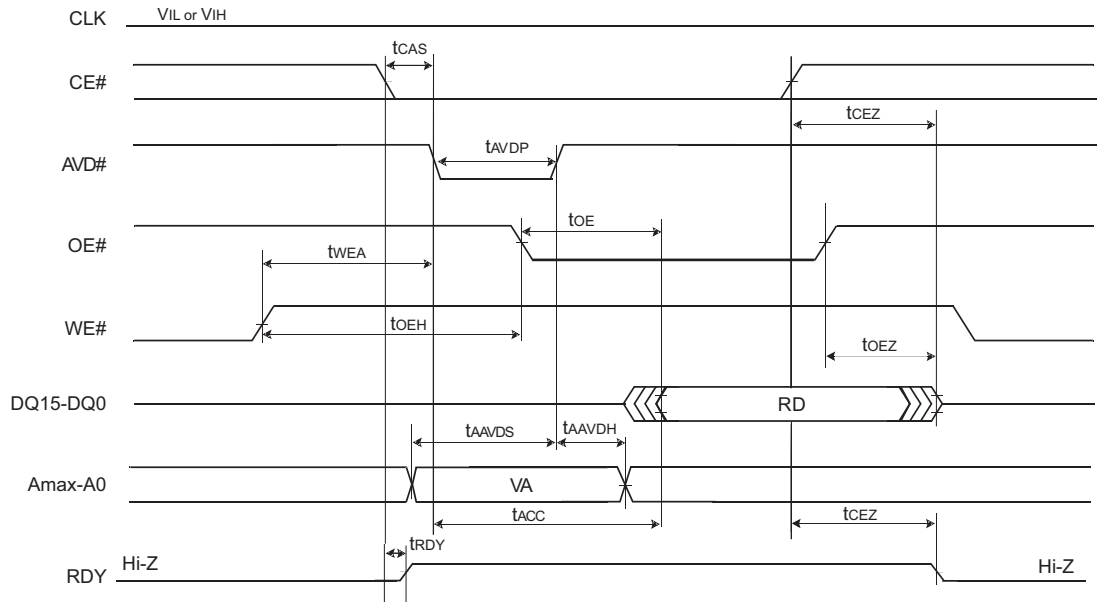 CLK VIL or VIH
tCAS
CE#
tCEZ
AVD# tAVDP
tOE
OE#
tWEA
WE# tOEH
tOEZ
DQ15-DQ0 RD
tAAVDS tAAVDH
Amax-A0 VA
tACC tCEZ
tRDY
RDY Hi-Z Hi-Z